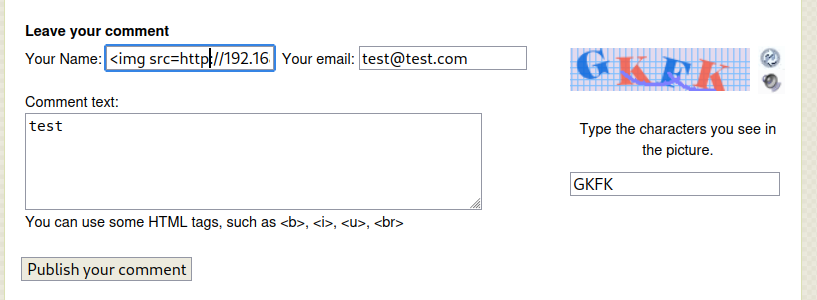 Leave your comment
Your Name: <img src=http://192.16 Your email: test@test.com
GKFK
Comment text:
test
Type the characters you see in
the picture.
GKFK
You can use some HTML tags, such as <b>, <i>, <u>, <br>
Publish your comment